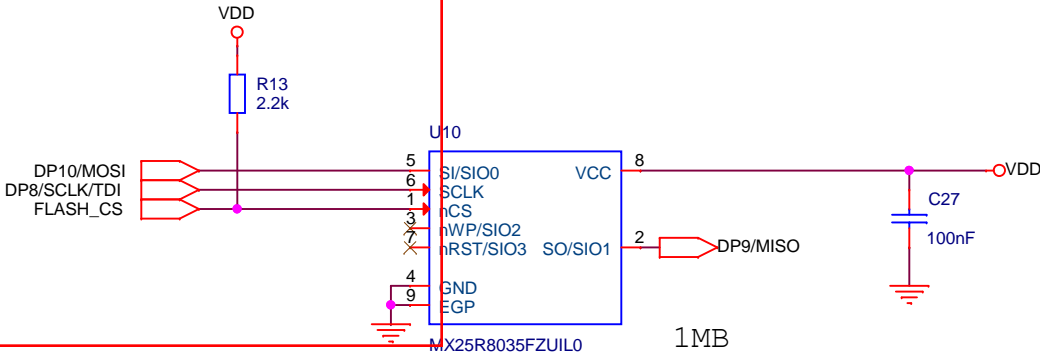 VDD
R13
2.2k
U10
DP10/MOSI
5
SI/SIO0
VCC
8
VDD
DP8/SCLK/TDI
6
SCLK
FLASH_CS
1
nCS
C27
3
nWP/SIO2
100nF
7
nRST/SIO3
SO/SIO1
2
DP9/MISO
4
GND
9
EGP
MX25R8035FZUIL0
1MB